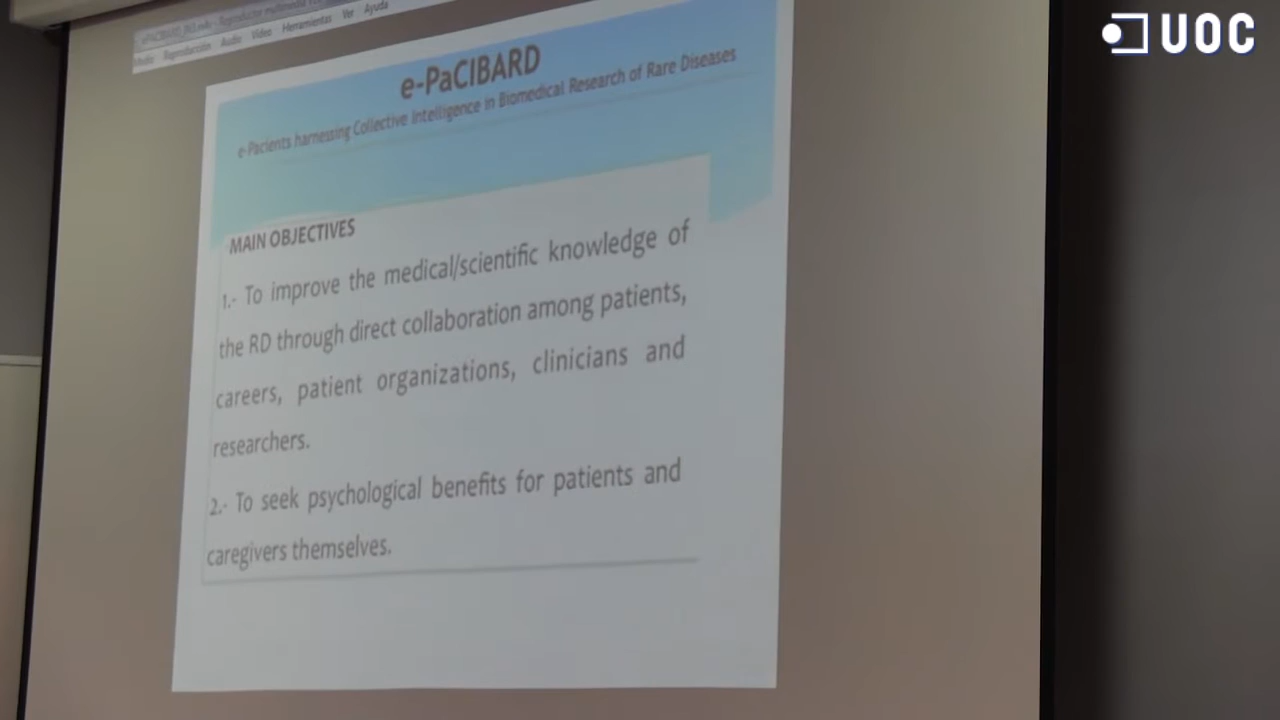 Medio Reproducción Audio Vídeo Herramientas Ver Ayuda
UOC
e-PaCIBARD
e-Pacients harnessing Collective Intelligence in Biomedical Research of Rare Diseases
MAIN OBJECTIVES
1.- To improve the medical/scientific knowledge of
the RD through direct collaboration among patients,
careers, patient organizations, clinicians and
researchers.
2.- To seek psychological benefits for patients and
caregivers themselves.